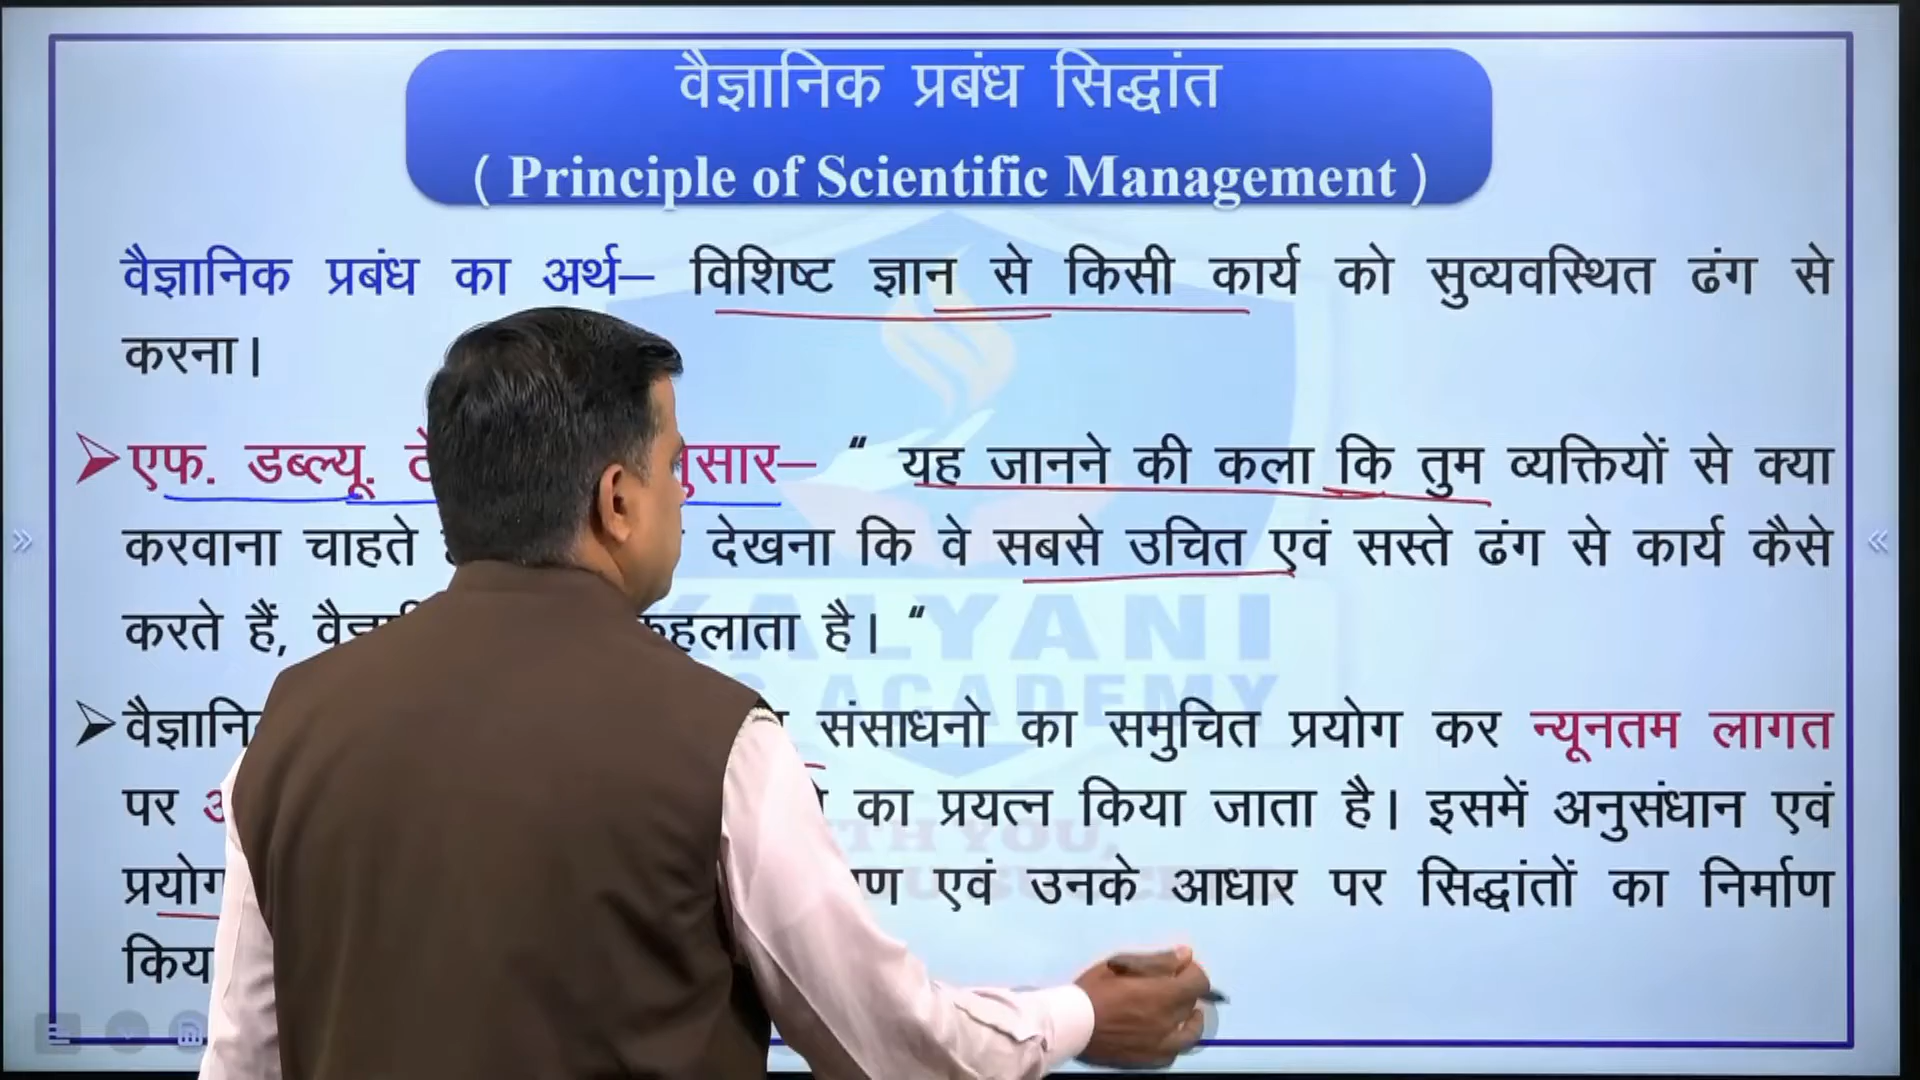 वैज्ञानिक प्रबंध सिद्धांत
( Principle of Scientific Management )
वैज्ञानिक प्रबंध का अर्थ– विशिष्ट ज्ञान से किसी कार्य को सुव्यवस्थित ढंग से
करना।
एफ. डब्ल्यू. – “ यह जानने की कला कि तुम व्यक्तियों से क्या
करवाना चाहते देखना कि वे सबसे उचित एवं सस्ते ढंग से कार्य कैसे
करते हैं, कहलाता है। “
संसाधनो का समुचित प्रयोग कर न्यूनतम लागत
पर का प्रयत्न किया जाता है। इसमें अनुसंधान एवं
एवं उनके आधार पर सिद्धांतों का निर्माण
KALYANI
ACADEMY